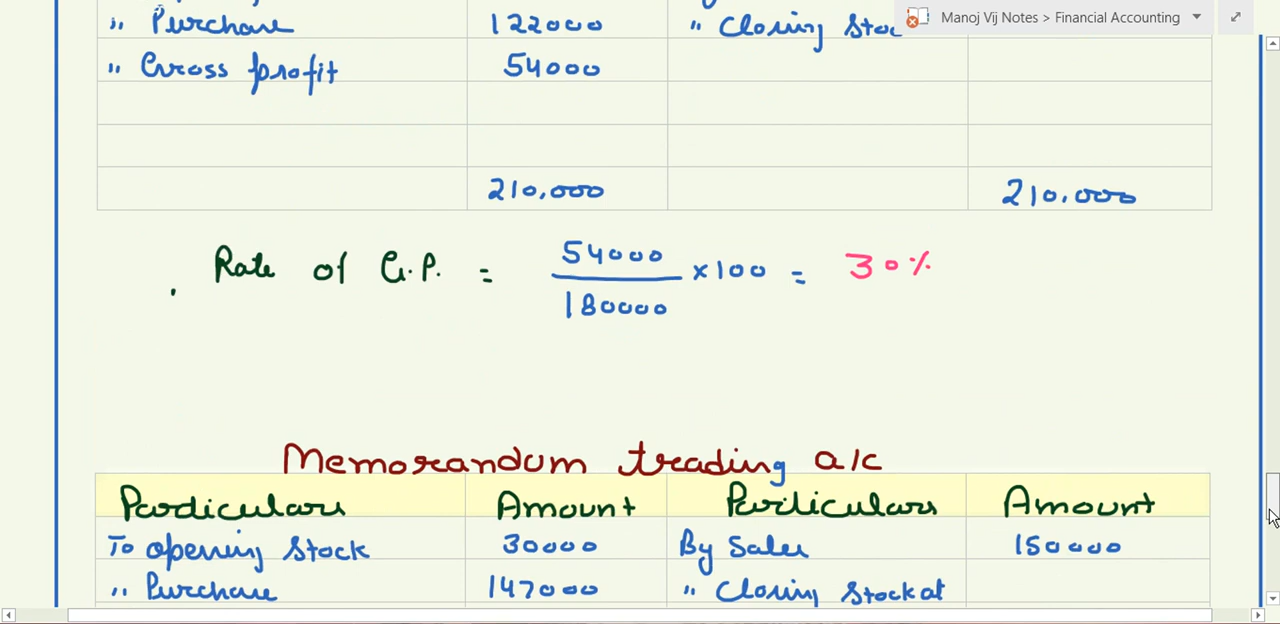 Manoj Vij Notes > Financial Accounting
" Purchase 122000 " Closing Stoc
" Gross profit 54000
210,000 210,000
Rate of G.P. = 54000 / 180000 × 100 = 30%
Memorandum trading a/c
Particulars Amount Particulars Amount
To opening Stock 30000 By Sales 150000
" Purchase 147000 " Closing Stock at